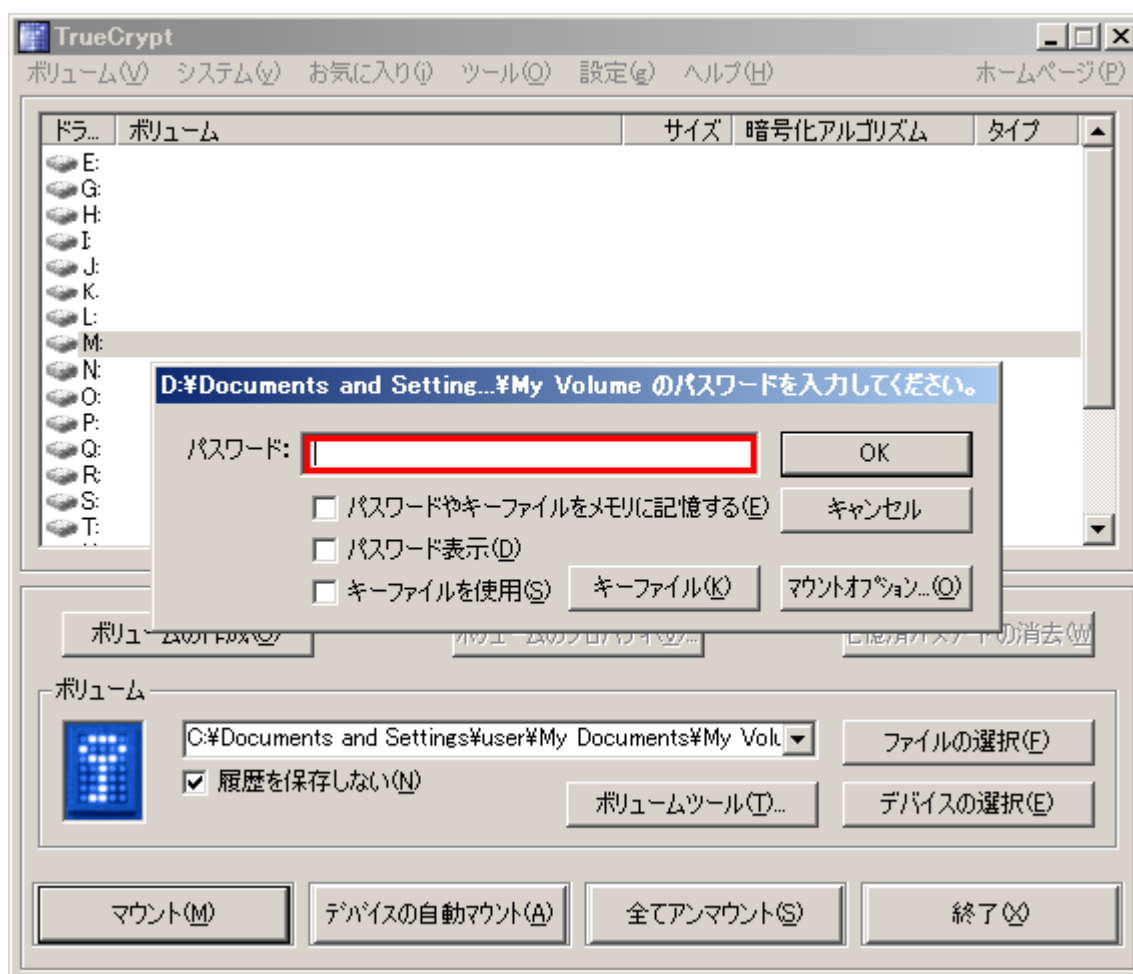 TrueCrypt
ボリューム(V) システム(y) お気に入り(i) ツール(O) 設定(g) ヘルプ(H) ホームページ(P)
ドラ... ボリューム サイズ 暗号化アルゴリズム タイプ
E:
G:
H:
I:
J:
K:
L:
M:
N:
O:
P:
Q:
R:
S:
T:
D:¥Documents and Setting...¥My Volume のパスワードを入力してください。
パスワード: OK
パスワードやキーファイルをメモリに記憶する(E) キャンセル
パスワード表示(D)
キーファイルを使用(S) キーファイル(K) マウントオプション...(O)
ボリュームの作成(C)
ボリューム
C:¥Documents and Settings¥user¥My Documents¥My Volu ファイルの選択(F)
履歴を保存しない(N)
ボリュームツール(T)... デバイスの選択(E)
マウント(M) デバイスの自動マウント(A) 全てアンマウント(S) 終了(X)